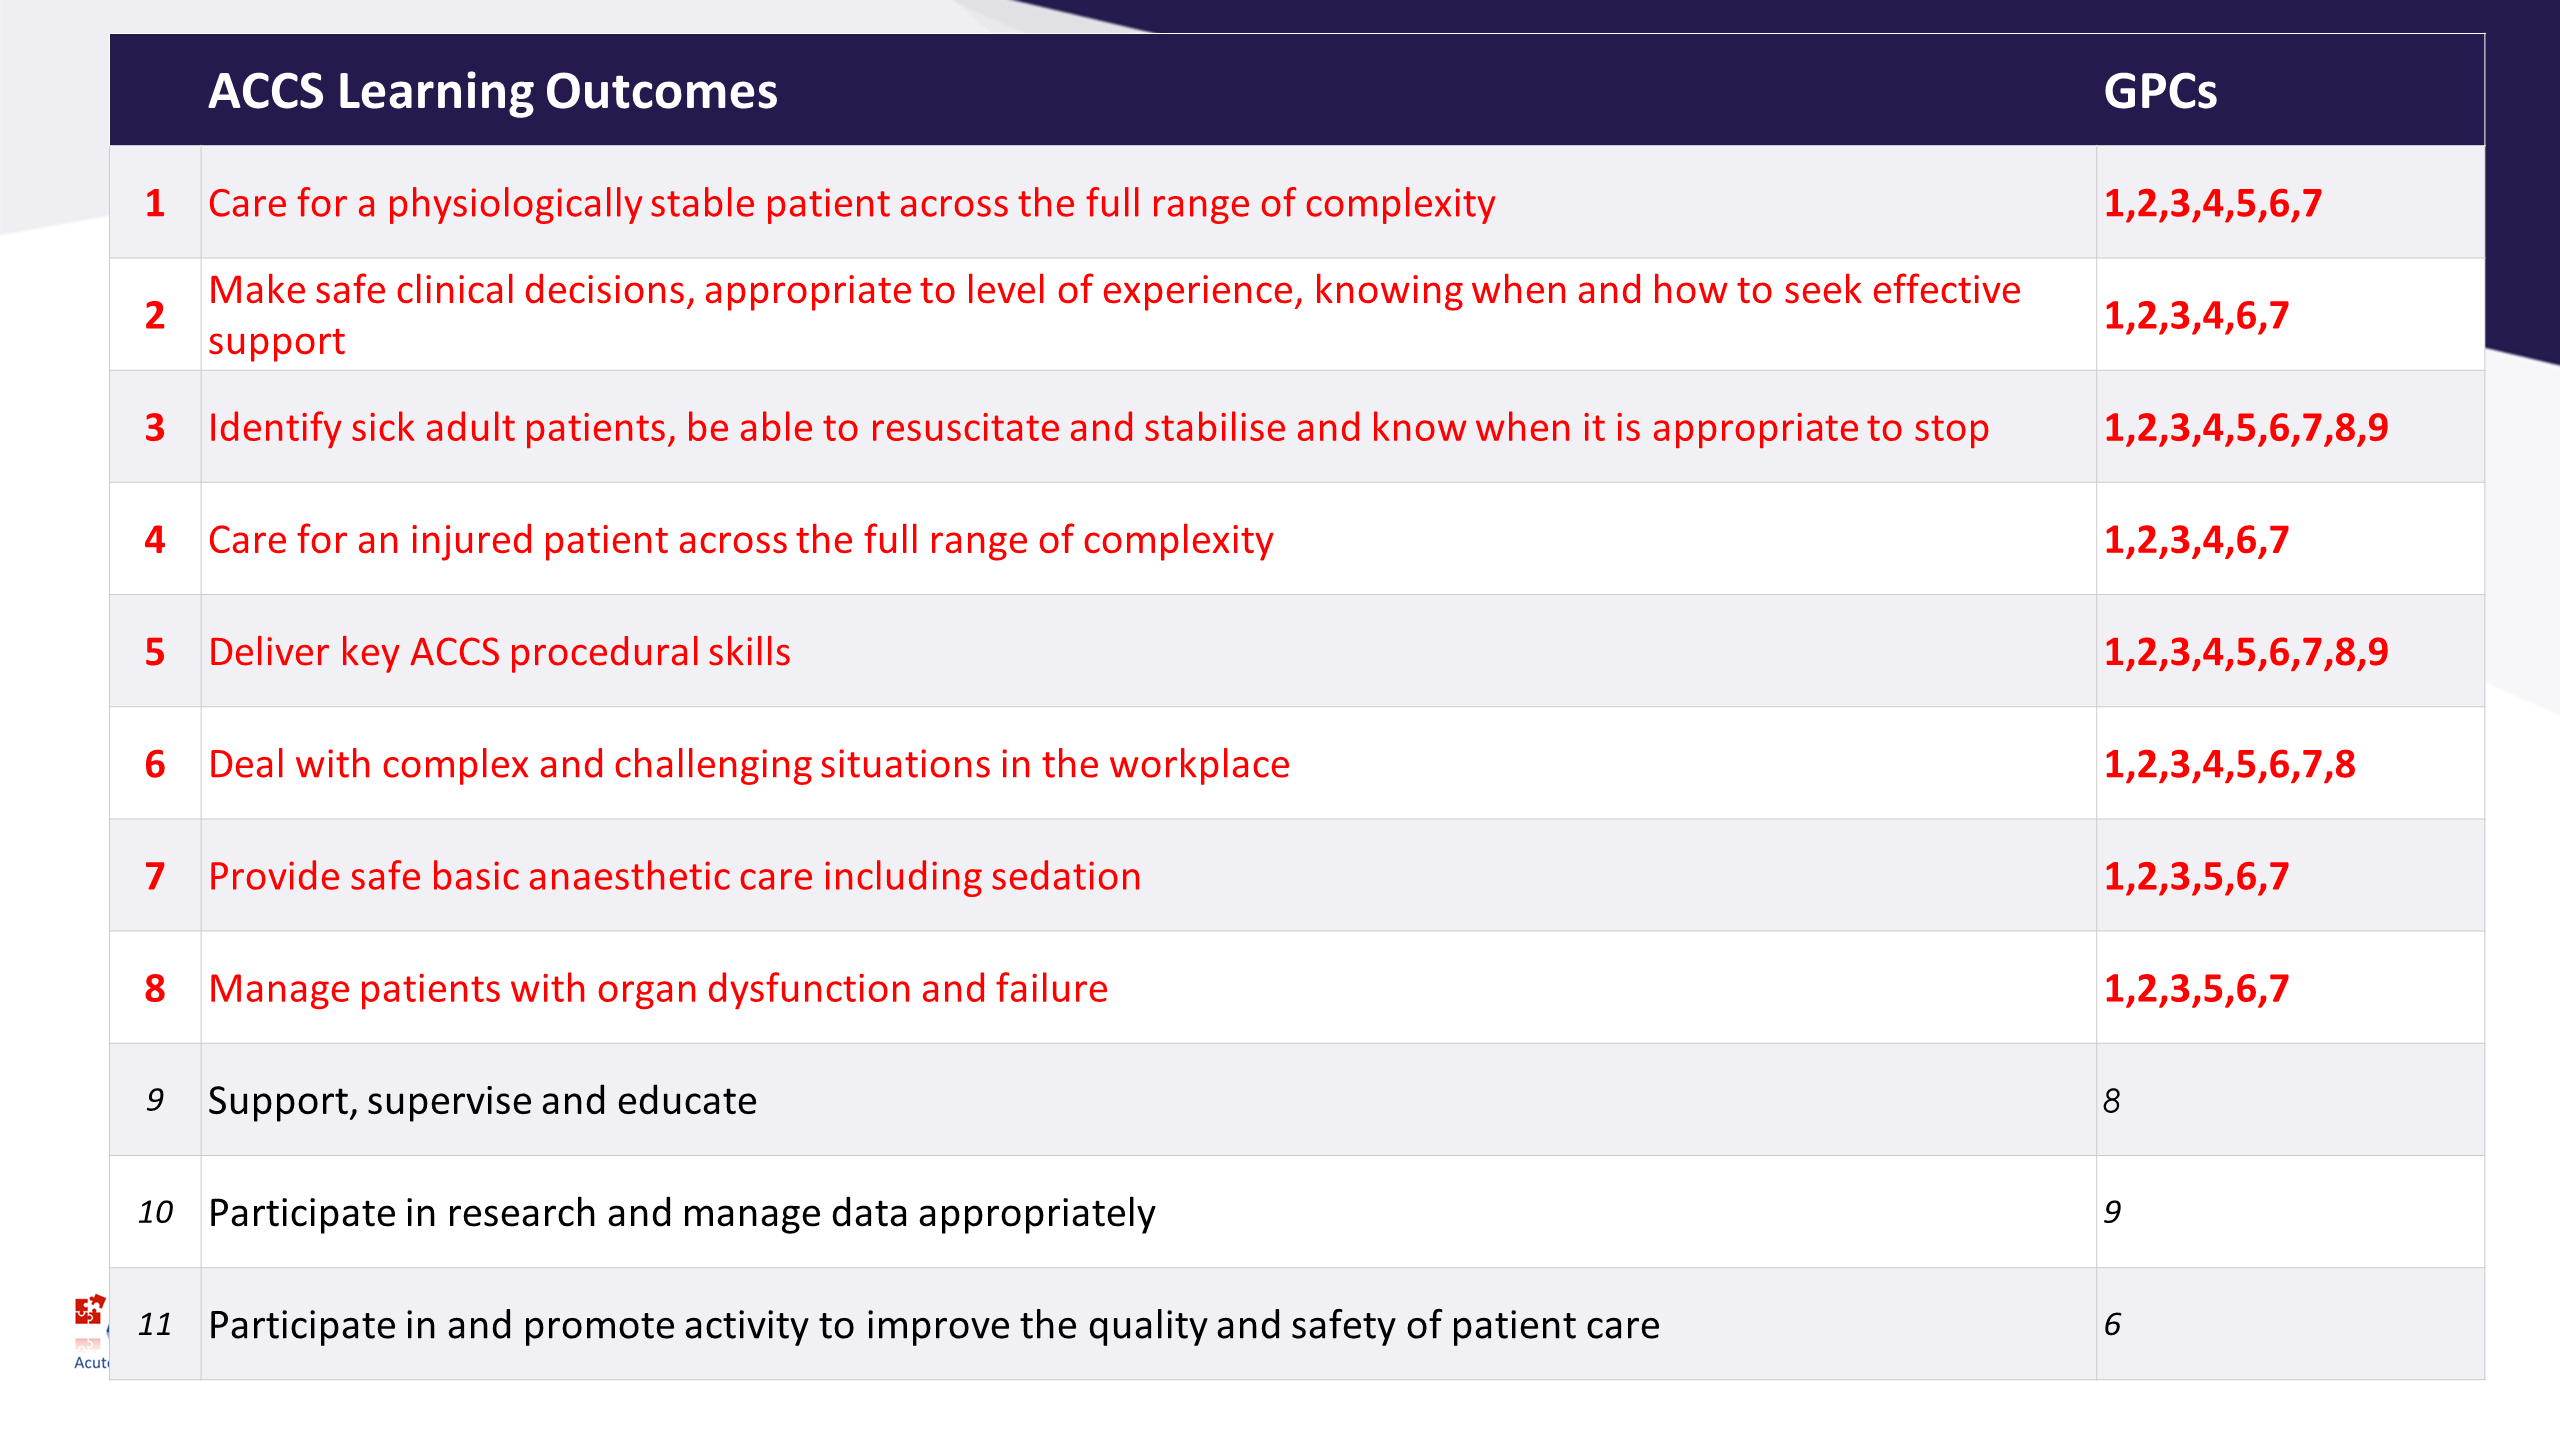 ACCS Learning Outcomes GPCs
1 Care for a physiologically stable patient across the full range of complexity 1,2,3,4,5,6,7
2 Make safe clinical decisions, appropriate to level of experience, knowing when and how to seek effective
support 1,2,3,4,6,7
3 Identify sick adult patients, be able to resuscitate and stabilise and know when it is appropriate to stop 1,2,3,4,5,6,7,8,9
4 Care for an injured patient across the full range of complexity 1,2,3,4,6,7
5 Deliver key ACCS procedural skills 1,2,3,4,5,6,7,8,9
6 Deal with complex and challenging situations in the workplace 1,2,3,4,5,6,7,8
7 Provide safe basic anaesthetic care including sedation 1,2,3,5,6,7
8 Manage patients with organ dysfunction and failure 1,2,3,5,6,7
9 Support, supervise and educate 8
10 Participate in research and manage data appropriately 9
11 Participate in and promote activity to improve the quality and safety of patient care 6